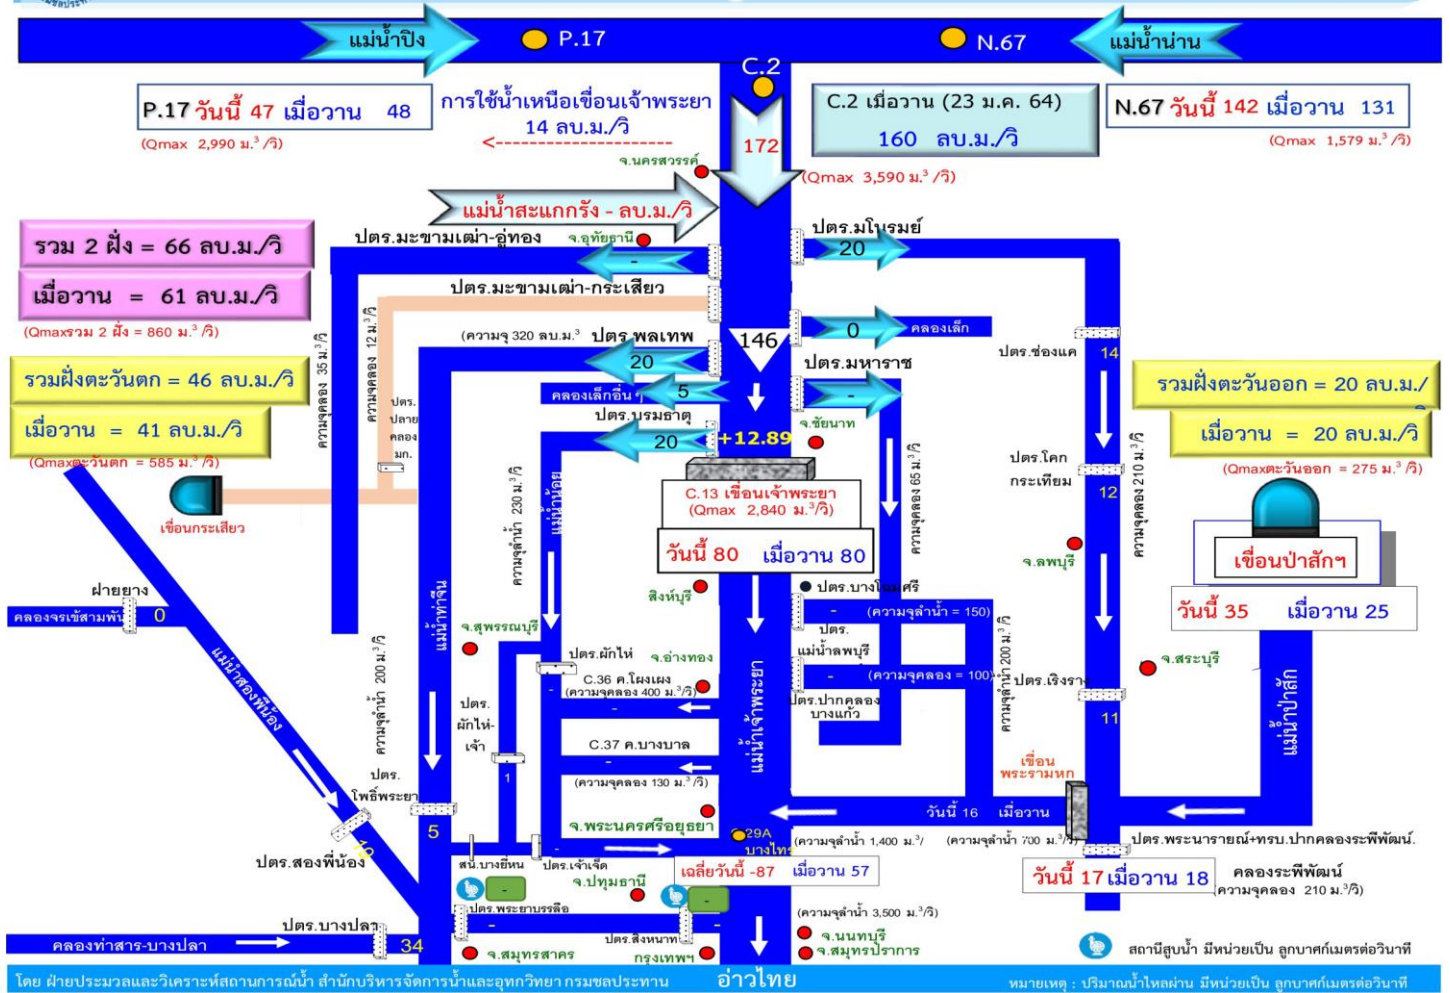 แม่น้ำปิง
P.17
N.67
แม่น้ำน่าน
C.2
P.17 วันนี้ 47 เมื่อวาน 48
(Qmax 2,990 ม.³ /วิ)
การใช้น้ำเหนือเขื่อนเจ้าพระยา
14 ลบ.ม./วิ
172
C.2 เมื่อวาน (23 ม.ค. 64)
160 ลบ.ม./วิ
(Qmax 3,590 ม.³ /วิ)
N.67 วันนี้ 142 เมื่อวาน 131
(Qmax 1,579 ม.³ /วิ)
จ.นครสวรรค์
แม่น้ำสะแกกรัง - ลบ.ม./วิ
รวม 2 ฝั่ง = 66 ลบ.ม./วิ
เมื่อวาน = 61 ลบ.ม./วิ
(Qmaxรวม 2 ฝั่ง = 860 ม.³ /วิ)
ปตร.มะขามเฒ่า-อู่ทอง
จ.อุทัยธานี
-
ปตร.มโนรมย์
20
ปตร.มะขามเฒ่า-กระเสียว
ความจุคลอง 35 ม.³/วิ
ความจุคลอง 12 ม.³/วิ
(ความจุ 320 ลบ.ม.³
ปตร.พลเทพ
20
146
0
คลองเล็ก
ปตร.ช่องแค
14
รวมฝั่งตะวันตก = 46 ลบ.ม./วิ
เมื่อวาน = 41 ลบ.ม./วิ
(Qmaxตะวันตก = 585 ม.³ /วิ)
ปตร.
ปลาย
คลอง
มก.
คลองเล็กอื่น ๆ
5
ปตร.มหาราช
-
ปตร.บรมธาตุ
20
+12.89
จ.ชัยนาท
รวมฝั่งตะวันออก = 20 ลบ.ม./
เมื่อวาน = 20 ลบ.ม./วิ
(Qmaxตะวันออก = 275 ม.³ /วิ)
ปตร.โคก
กระเทียม
12
ความจุคลอง 210 ม.³/วิ
ความจุคลอง 65 ม.³/วิ
เขื่อนกระเสียว
ความจุลำน้ำ 230 ม.³/วิ
แม่น้ำน้อย
C.13 เขื่อนเจ้าพระยา
(Qmax 2,840 ม.³/วิ)
วันนี้ 80 เมื่อวาน 80
จ.ลพบุรี
เขื่อนป่าสักฯ
วันนี้ 35 เมื่อวาน 25
ฝายยาง
คลองจรเข้สามพัน
0
แม่น้ำสองพี่น้อง
แม่น้ำท่าจีน
ความจุลำน้ำ 200 ม.³/วิ
จ.สุพรรณบุรี
สิงห์บุรี
ปตร.บางโฉมศรี
-
(ความจุลำน้ำ = 150)
ปตร.
แม่น้ำลพบุรี
-
(ความจุคลอง = 100)
ปตร.ปากคลอง
บางแก้ว
ความจุลำน้ำ 200 ม.³/วิ
จ.สระบุรี
ปตร.เริงราง
11
แม่น้ำป่าสัก
ปตร.ผักไห่
-
จ.อ่างทอง
C.36 ค.โผงเผง
(ความจุคลอง 400 ม.³/วิ)
-
ปตร.
ผักไห่-
เจ้า
1
C.37 ค.บางบาล
-
(ความจุคลอง 130 ม.³/วิ)
แม่น้ำเจ้าพระยา
เขื่อน
พระรามหก
ปตร.
โพธิ์พระยา
5
จ.พระนครศรีอยุธยา
วันนี้ 16 เมื่อวาน
C.29A
บางไทร
(ความจุลำน้ำ 1,400 ม.³/
(ความจุลำน้ำ 700 ม.³/วิ)
ปตร.พระนารายณ์+ทรบ.ปากคลองระพีพัฒน์.
ปตร.สองพี่น้อง
สน.บางยี่หน
ปตร.เจ้าเจ็ด
-
เฉลี่ยวันนี้ -87 เมื่อวาน 57
วันนี้ 17 เมื่อวาน 18
คลองระพีพัฒน์
(ความจุคลอง 210 ม.³/วิ)
-
จ.ปทุมธานี
-
ปตร.พระยาบรรลือ
-
-
(ความจุลำน้ำ 3,500 ม.³/วิ)
ปตร.บางปลา
คลองท่าสาร-บางปลา
34
จ.สมุทรสาคร
ปตร.สิงหนาท
กรุงเทพฯ
จ.นนทบุรี
จ.สมุทรปราการ
สถานีสูบน้ำ มีหน่วยเป็น ลูกบาศก์เมตรต่อวินาที
โดย ฝ่ายประมวลและวิเคราะห์สถานการณ์น้ำ สำนักบริหารจัดการน้ำและอุทกวิทยา กรมชลประทาน
อ่าวไทย
หมายเหตุ : ปริมาณน้ำไหลผ่าน มีหน่วยเป็น ลูกบาศก์เมตรต่อวินาที